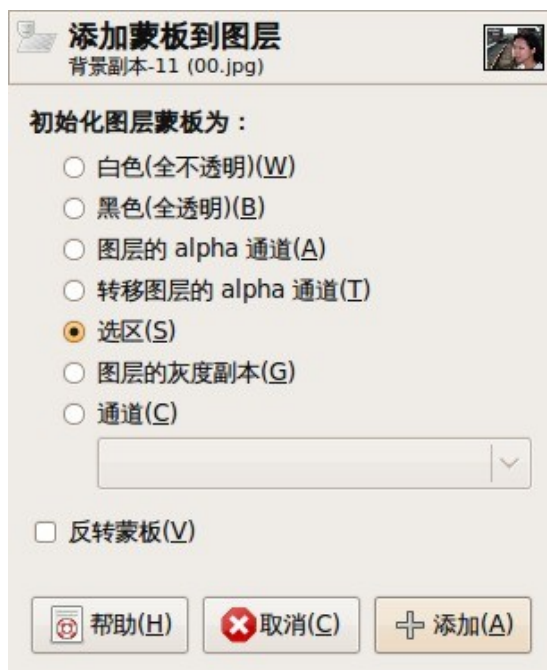 添加蒙板到图层
背景副本-11 (00.jpg)
初始化图层蒙板为：
白色(全不透明)(W)
黑色(全透明)(B)
图层的 alpha 通道(A)
转移图层的 alpha 通道(T)
选区(S)
图层的灰度副本(G)
通道(C)
反转蒙板(V)
帮助(H)
取消(C)
添加(A)